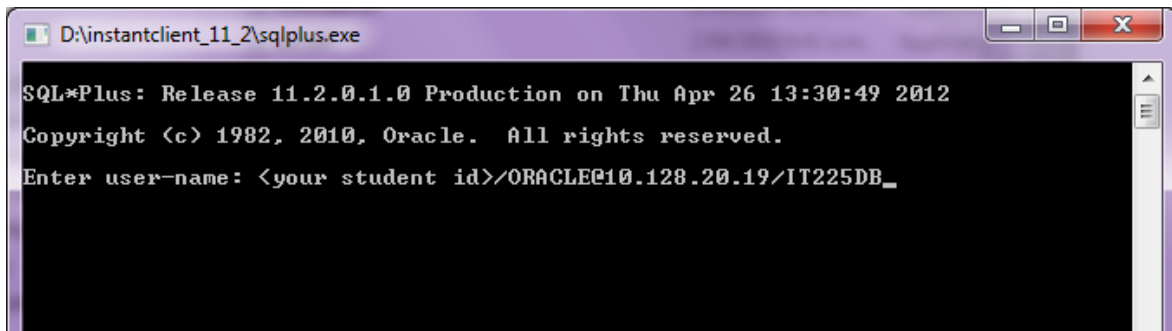 D:\instantclient_11_2\sqlplus.exe
SQL*Plus: Release 11.2.0.1.0 Production on Thu Apr 26 13:30:49 2012
Copyright (c) 1982, 2010, Oracle.  All rights reserved.
Enter user-name: <your student id>/ORACLE@10.128.20.19/IT225DB_